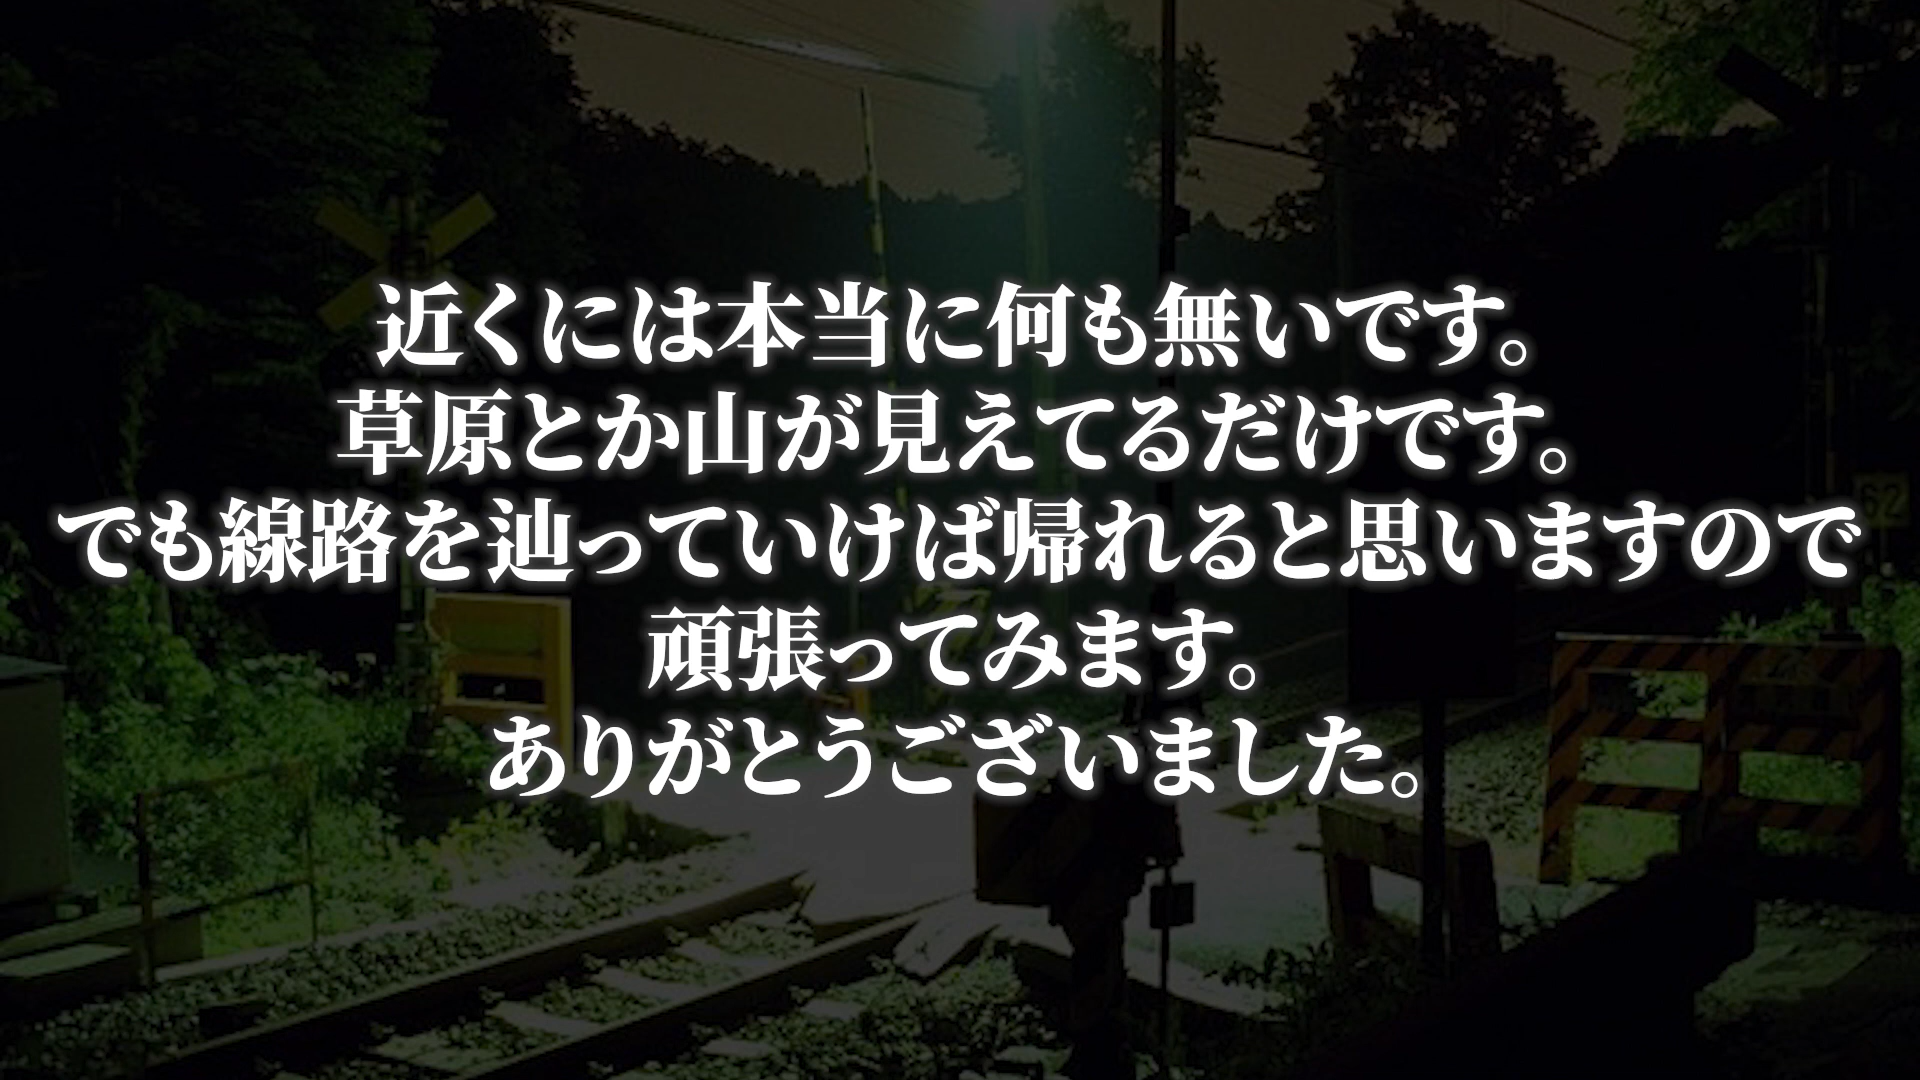 近くには本当に何も無いです。
草原とか山が見えてるだけです。
でも線路を辿っていけば帰れると思いますので
頑張ってみます。
ありがとうございました。
62